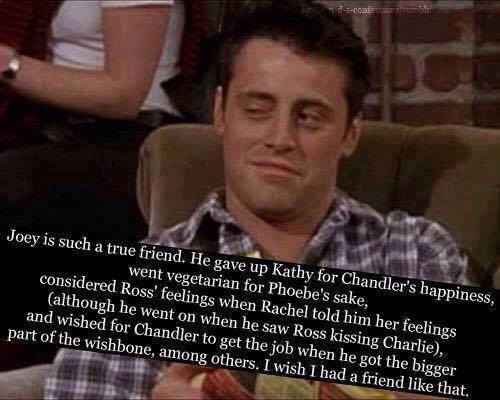 n-d-s-confessions|tumblr
Joey is such a true friend. He gave up Kathy for Chandler's happiness,
went vegetarian for Phoebe's sake,
considered Ross' feelings when Rachel told him her feelings
(although he went on when he saw Ross kissing Charlie),
and wished for Chandler to get the job when he got the bigger
part of the wishbone, among others. I wish I had a friend like that.